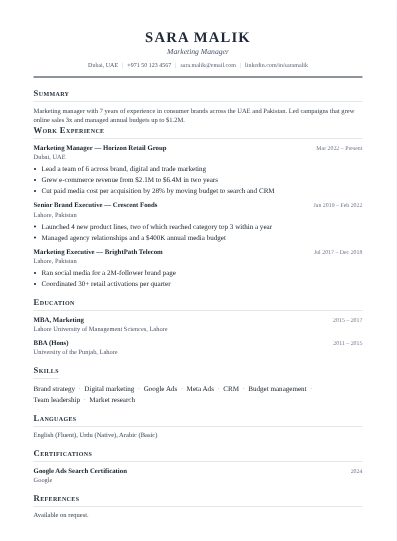 SARA MALIK
Marketing Manager
Dubai, UAE | +971 50 123 4567 | sara.malik@email.com | linkedin.com/in/saramalik
SUMMARY
Marketing manager with 7 years of experience in consumer brands across the UAE and Pakistan. Led campaigns that grew
online sales 3x and managed annual budgets up to $1.2M.
WORK EXPERIENCE
Marketing Manager — Horizon Retail Group Mar 2022 – Present
Dubai, UAE
• Lead a team of 6 across brand, digital and trade marketing
• Grew e-commerce revenue from $2.1M to $6.4M in two years
• Cut paid media cost per acquisition by 28% by moving budget to search and CRM
Senior Brand Executive — Crescent Foods Jan 2019 – Feb 2022
Lahore, Pakistan
• Launched 4 new product lines, two of which reached category top 3 within a year
• Managed agency relationships and a $400K annual media budget
Marketing Executive — BrightPath Telecom Jul 2017 – Dec 2018
Lahore, Pakistan
• Ran social media for a 2M-follower brand page
• Coordinated 30+ retail activations per quarter
EDUCATION
MBA, Marketing 2015 – 2017
Lahore University of Management Sciences, Lahore
BBA (Hons) 2011 – 2015
University of the Punjab, Lahore
SKILLS
Brand strategy · Digital marketing · Google Ads · Meta Ads · CRM · Budget management ·
Team leadership · Market research
LANGUAGES
English (Fluent), Urdu (Native), Arabic (Basic)
CERTIFICATIONS
Google Ads Search Certification 2024
Google
REFERENCES
Available on request.